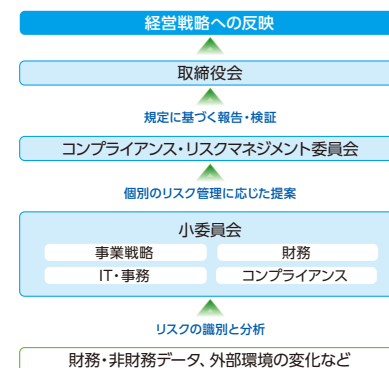 経営戦略への反映
取締役会
規定に基づく報告・検証
コンプライアンス・リスクマネジメント委員会
個別のリスク管理に応じた提案
小委員会
事業戦略 財務
IT・事務 コンプライアンス
リスクの識別と分析
財務・非財務データ、外部環境の変化など